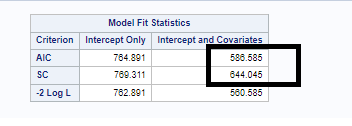 Model Fit Statistics
Criterion Intercept Only Intercept and Covariates
AIC 764.891 586.585
SC 769.311 644.045
-2 Log L 762.891 560.585